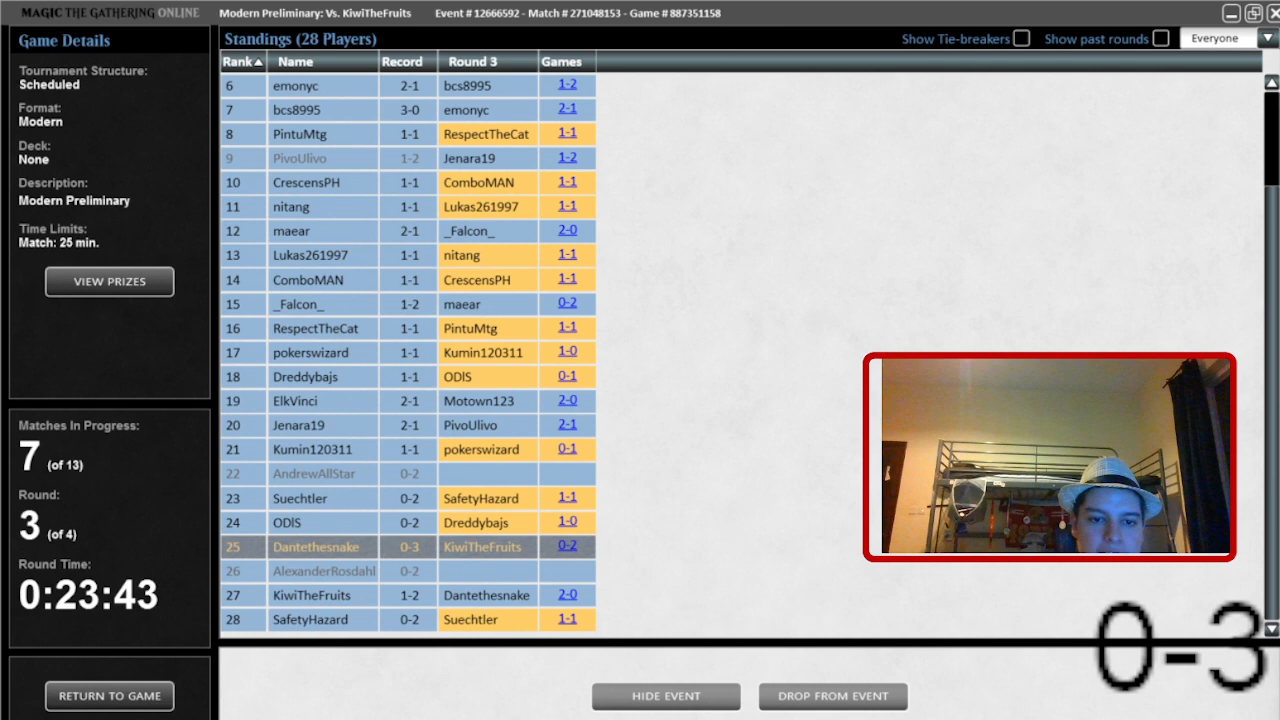 MAGIC THE GATHERING ONLINE Modern Preliminary: Vs. KiwiTheFruits Event # 12666592 - Match # 271048153 - Game # 887351158
Game Details
Tournament Structure:
Scheduled
Format:
Modern
Deck:
None
Description:
Modern Preliminary
Time Limits:
Match: 25 min.
VIEW PRIZES
Matches In Progress:
7 (of 13)
Round:
3 (of 4)
Round Time:
0:23:43
RETURN TO GAME
Standings (28 Players) Show Tie-breakers Show past rounds Everyone
Rank Name Record Round 3 Games
6 emonyc 2-1 bcs8995 1-2
7 bcs8995 3-0 emonyc 2-1
8 PintuMtg 1-1 RespectTheCat 1-1
9 PivoUlivo 1-2 Jenara19 1-2
10 CrescensPH 1-1 ComboMAN 1-1
11 nitang 1-1 Lukas261997 1-1
12 maear 2-1 _Falcon_ 2-0
13 Lukas261997 1-1 nitang 1-1
14 ComboMAN 1-1 CrescensPH 1-1
15 _Falcon_ 1-2 maear 0-2
16 RespectTheCat 1-1 PintuMtg 1-1
17 pokerswizard 1-1 Kumin120311 1-0
18 Dreddybajs 1-1 ODlS 0-1
19 ElkVinci 2-1 Motown123 2-0
20 Jenara19 2-1 PivoUlivo 2-1
21 Kumin120311 1-1 pokerswizard 0-1
22 AndrewAllStar 0-2
23 Suechtler 0-2 SafetyHazard 1-1
24 ODlS 0-2 Dreddybajs 1-0
25 Dantethesnake 0-3 KiwiTheFruits 0-2
26 AlexanderRosdahl 0-2
27 KiwiTheFruits 1-2 Dantethesnake 2-0
28 SafetyHazard 0-2 Suechtler 1-1
0-3
HIDE EVENT DROP FROM EVENT